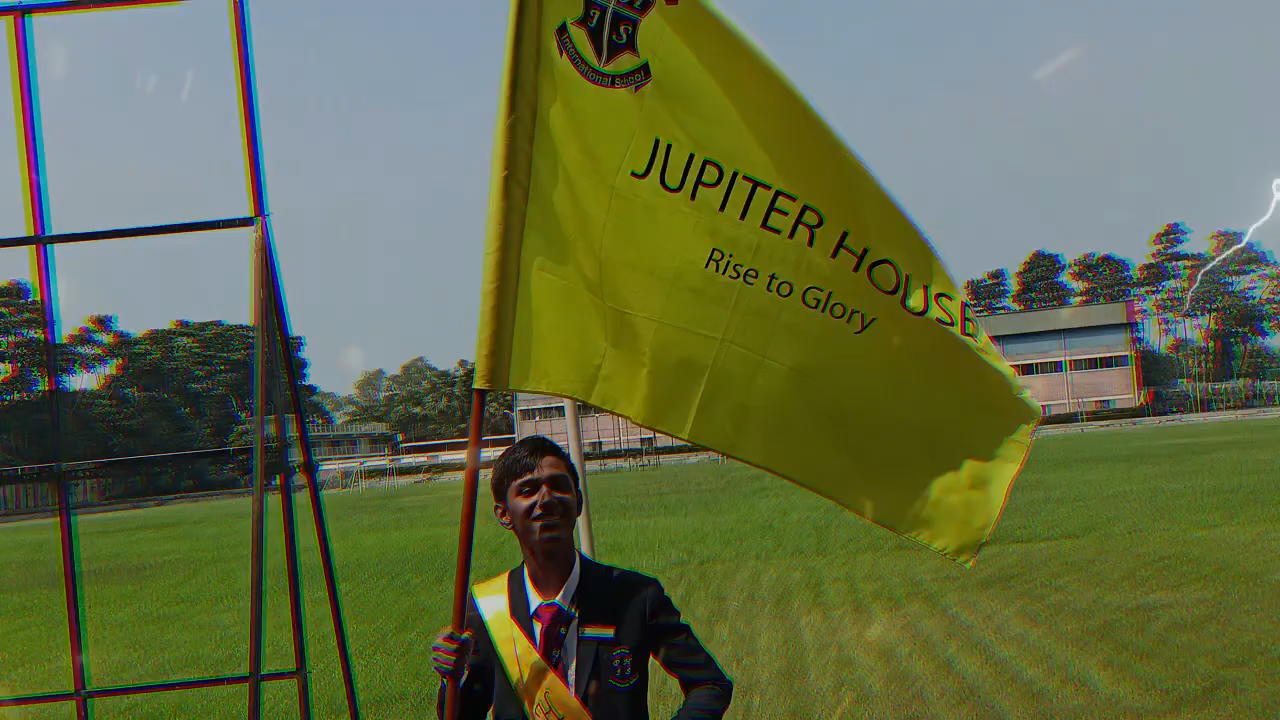 J S
International School
JUPITER HOUSE
Rise to Glory
H